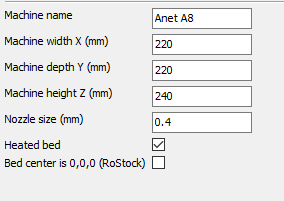 Machine name Anet A8
Machine width X (mm) 220
Machine depth Y (mm) 220
Machine height Z (mm) 240
Nozzle size (mm) 0.4
Heated bed
Bed center is 0,0,0 (RoStock)